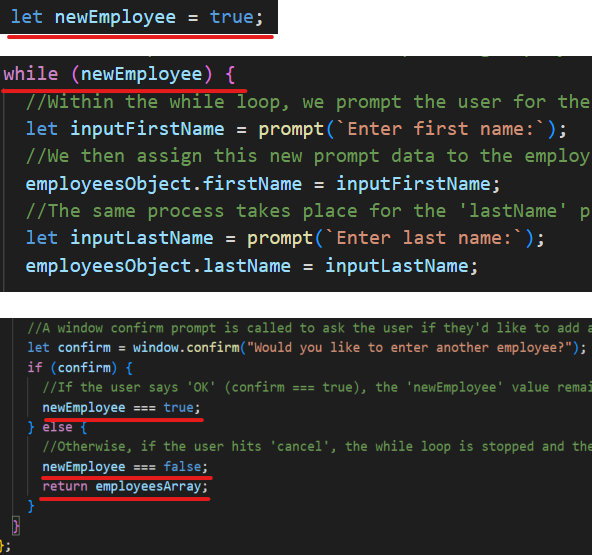 let newEmployee = true;
while (newEmployee) {
//Within the while loop, we prompt the user for the
let inputFirstName = prompt(`Enter first name:`);
//We then assign this new prompt data to the
employeesObject.firstName = inputFirstName;
//The same process takes place for the 'lastName'
let inputLastName = prompt(`Enter last name:`);
employeesObject.lastName = inputLastName;
//A window confirm prompt is called to ask the user if they'd like to add a
let confirm = window.confirm("Would you like to enter another employee?");
if (confirm) {
//If the user says 'OK' (confirm === true), the 'newEmployee' value
newEmployee === true;
} else {
//Otherwise, if the user hits 'cancel', the while loop is stopped and the
newEmployee === false;
return employeesArray;
}
}
};